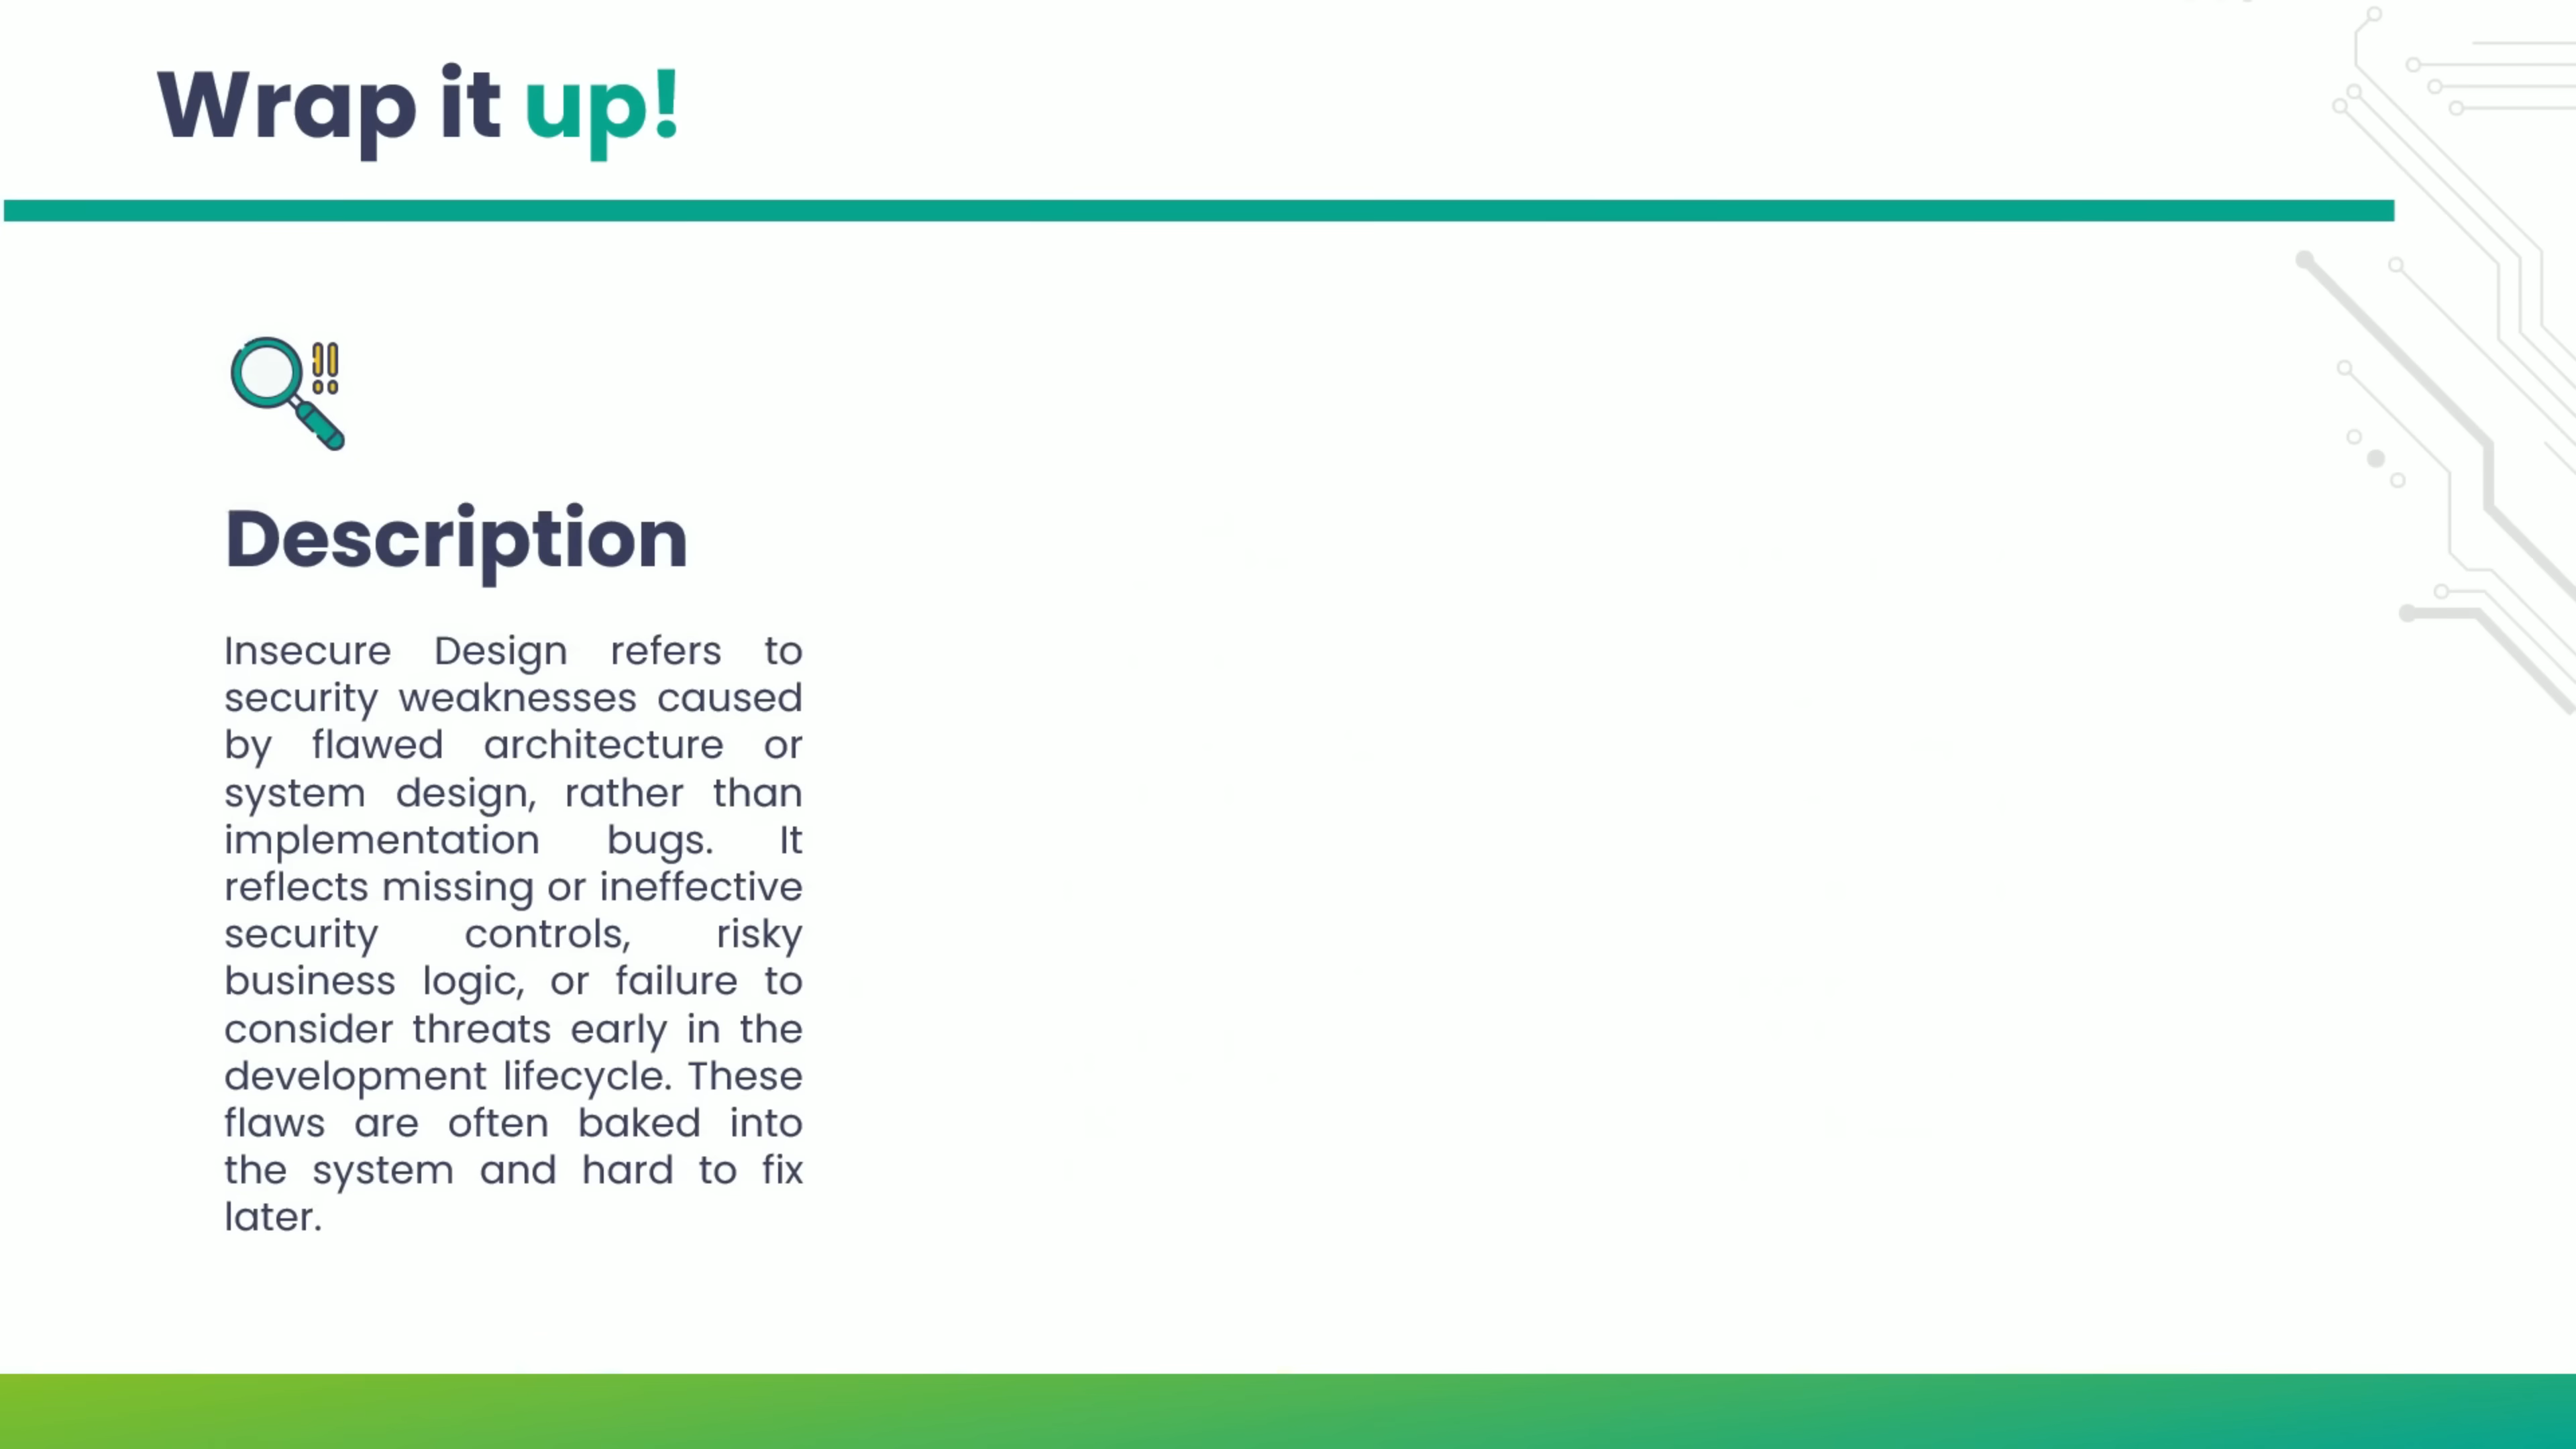 Wrap it up!
Description
Insecure Design refers to
security weaknesses caused
by flawed architecture or
system design, rather than
implementation bugs. It
reflects missing or ineffective
security controls, risky
business logic, or failure to
consider threats early in the
development lifecycle. These
flaws are often baked into
the system and hard to fix
later.